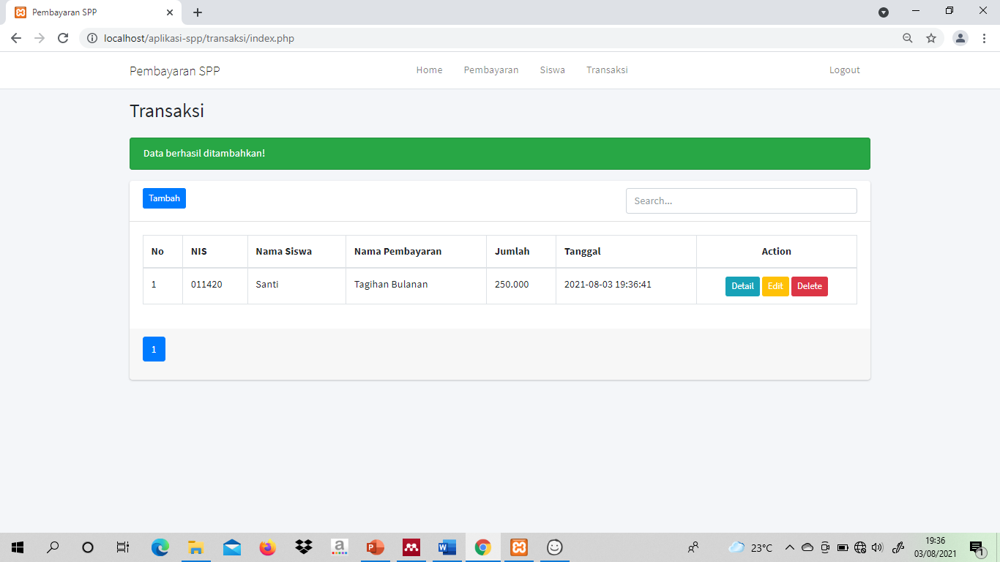 Pembayaran SPP
localhost/aplikasi-spp/transaksi/index.php
Pembayaran SPP Home Pembayaran Siswa Transaksi Logout
Transaksi
Data berhasil ditambahkan!
Tambah Search...
No NIS Nama Siswa Nama Pembayaran Jumlah Tanggal Action
1 011420 Santi Tagihan Bulanan 250.000 2021-08-03 19:36:41 Detail Edit Delete
1
a P W 23°C 19:36
03/08/2021 1